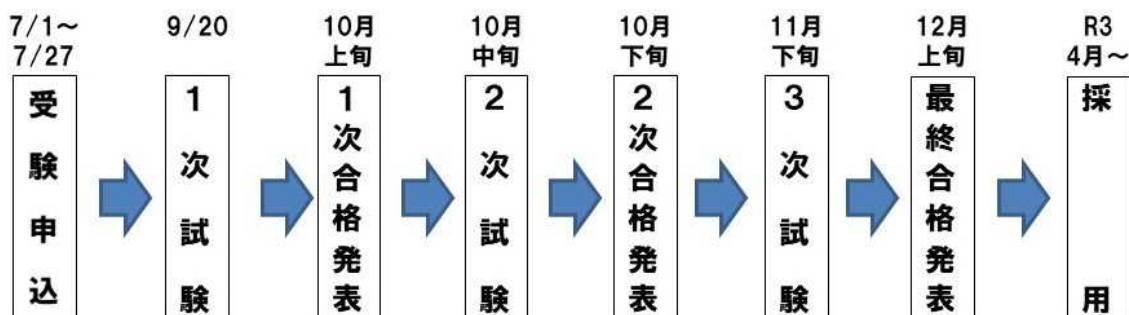 7/1～
7/27
受験申込
9/20
1次試験
10月
上旬
1次合格発表
10月
中旬
2次試験
10月
下旬
2次合格発表
11月
下旬
3次試験
12月
上旬
最終合格発表
R3
4月～
採用